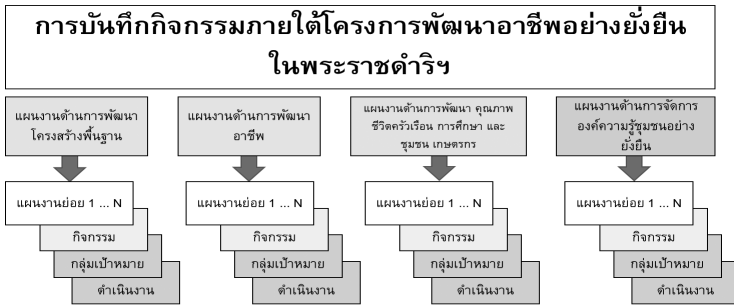 การบันทึกกิจกรรมภายใต้โครงการพัฒนาอาชีพอย่างยั่งยืน
ในพระราชดำริฯ
แผนงานด้านการพัฒนา
โครงสร้างพื้นฐาน
แผนงานย่อย 1 ... N
กิจกรรม
กลุ่มเป้าหมาย
ดำเนินงาน
แผนงานด้านการพัฒนา
อาชีพ
แผนงานย่อย 1 ... N
กิจกรรม
กลุ่มเป้าหมาย
ดำเนินงาน
แผนงานด้านการพัฒนา คุณภาพ
ชีวิตครัวเรือน การศึกษา และ
ชุมชน เกษตรกร
แผนงานย่อย 1 ... N
กิจกรรม
กลุ่มเป้าหมาย
ดำเนินงาน
แผนงานด้านการจัดการ
องค์ความรู้ชุมชนอย่าง
ยั่งยืน
แผนงานย่อย 1 ... N
กิจกรรม
กลุ่มเป้าหมาย
ดำเนินงาน